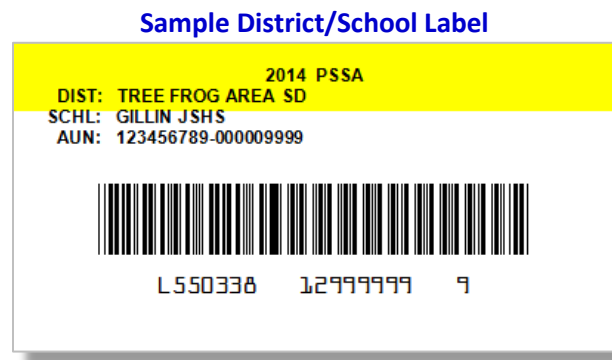 Sample District/School Label
2014 PSSA
DIST: TREE FROG AREA SD
SCHL: GILLIN JSHS
AUN: 123456789-000009999
L550338 12999999 9